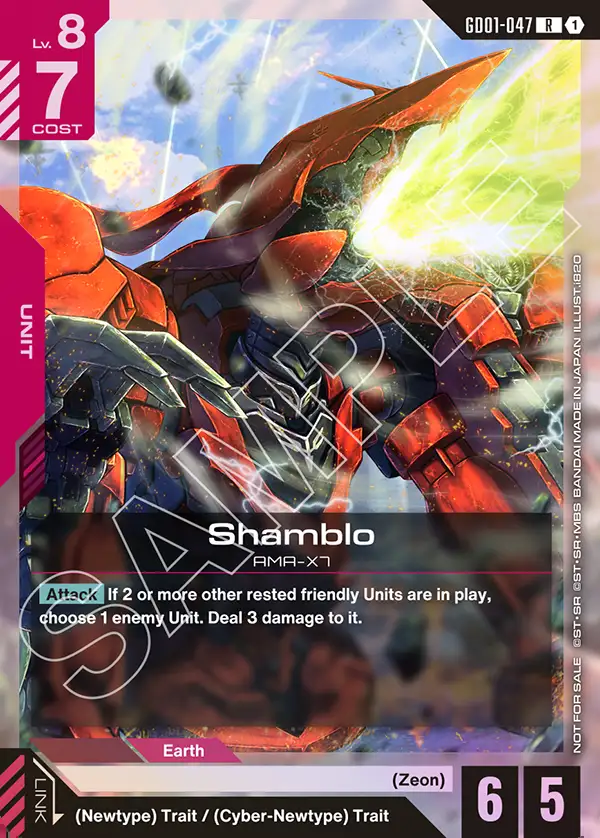 Lv. 8
7
COST
GD01-047 R 1
UNIT
SAMPLE
Shamblo
AMA-X7
Attack If 2 or more other rested friendly Units are in play,
choose 1 enemy Unit. Deal 3 damage to it.
Earth
(Zeon)
LINK
(Newtype) Trait / (Cyber-Newtype) Trait
6 5
NOT FOR SALE ©ST・SR ©ST・SR・MBS BANDAI MADE IN JAPAN ILLUST.820